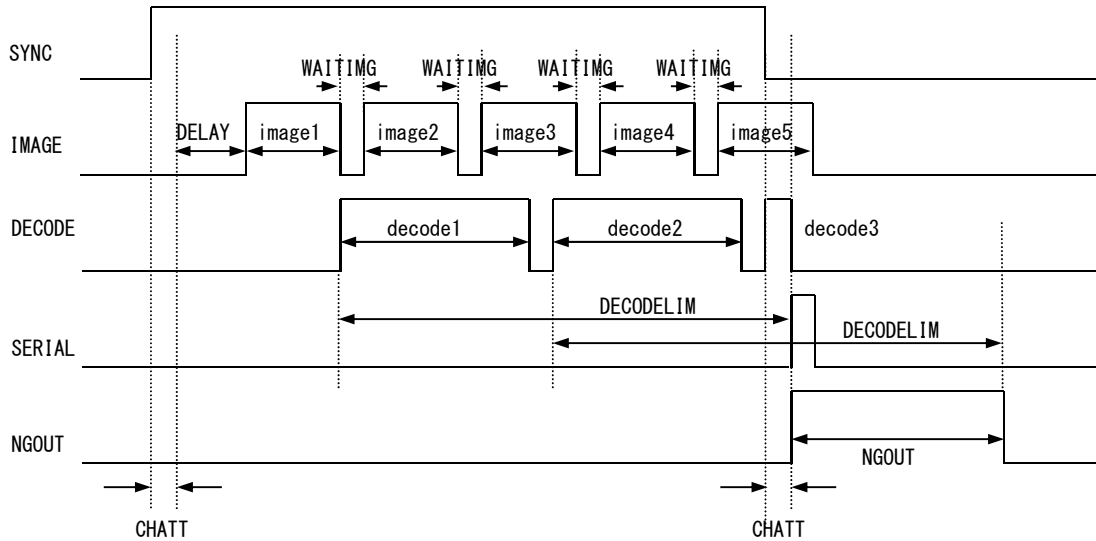 SYNC
WAITIMG WAITIMG WAITIMG WAITIMG
IMAGE DELAY image1 image2 image3 image4 image5
DECODE decode1 decode2 decode3
DECODELIM
SERIAL DECODELIM
NGOUT NGOUT
CHATT CHATT